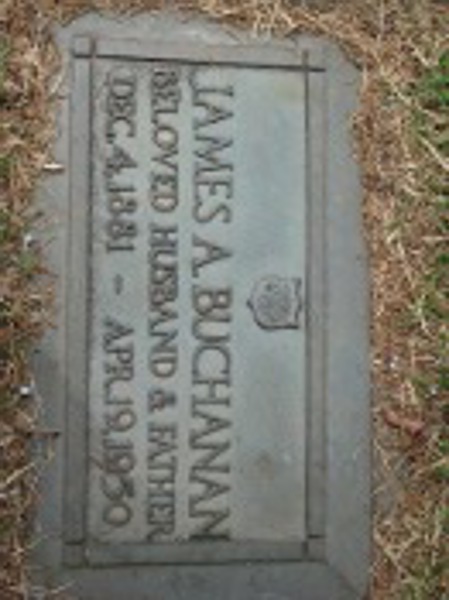 JAMES A. BUCHANAN
BELOVED HUSBAND & FATHER
DEC. 4, 1881 – APR. 19, 1950